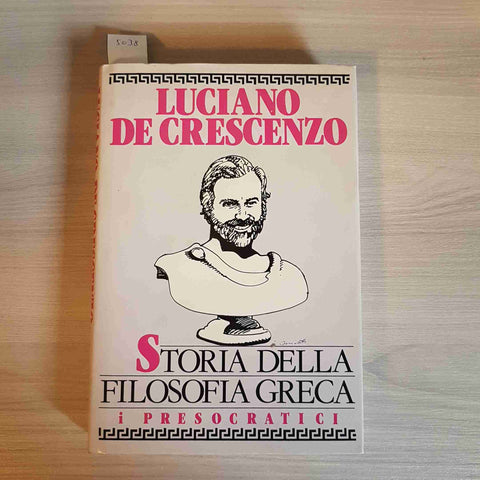 5038
LUCIANO
DE CRESCENZO
STORIA DELLA
FILOSOFIA GRECA
i PRESOCRATICI